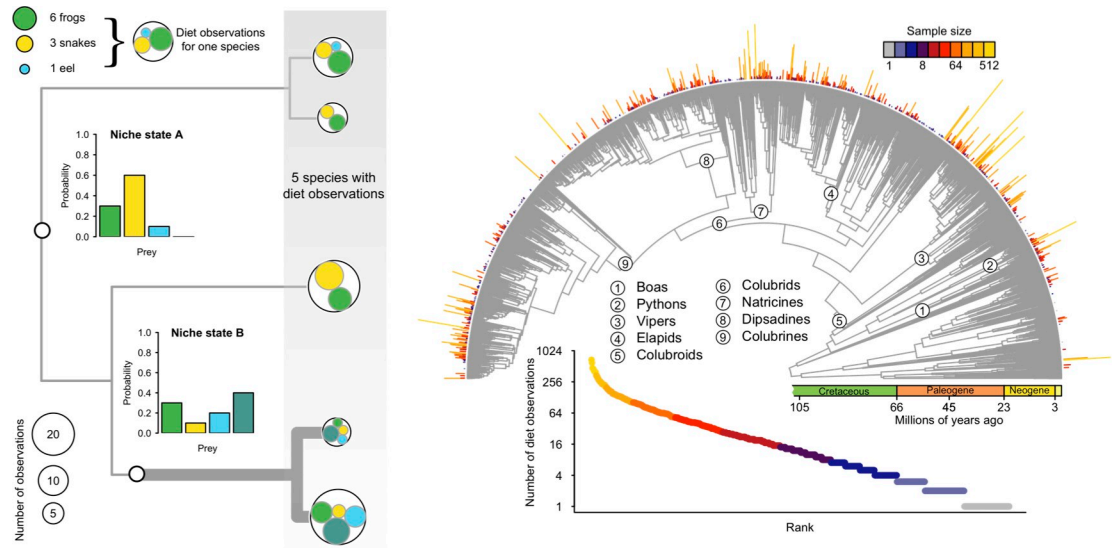 6 frogs
3 snakes
1 eel
}
Diet observations
for one species
Niche state A
Probability
1.0
0.8
0.6
0.4
0.2
0.0
Prey
5 species with
diet observations
Niche state B
Probability
1.0
0.8
0.6
0.4
0.2
0.0
Prey
Number of observations
20
10
5
Sample size
1 8 64 512
8
7
6
4
9
3
2
1
5
1 Boas
2 Pythons
3 Vipers
4 Elapids
5 Colubroids
6 Colubrids
7 Natricines
8 Dipsadines
9 Colubrines
Cretaceous Paleogene Neogene
105 66 45 23 3
Millions of years ago
Number of diet observations
1024
256
64
16
4
1
Rank